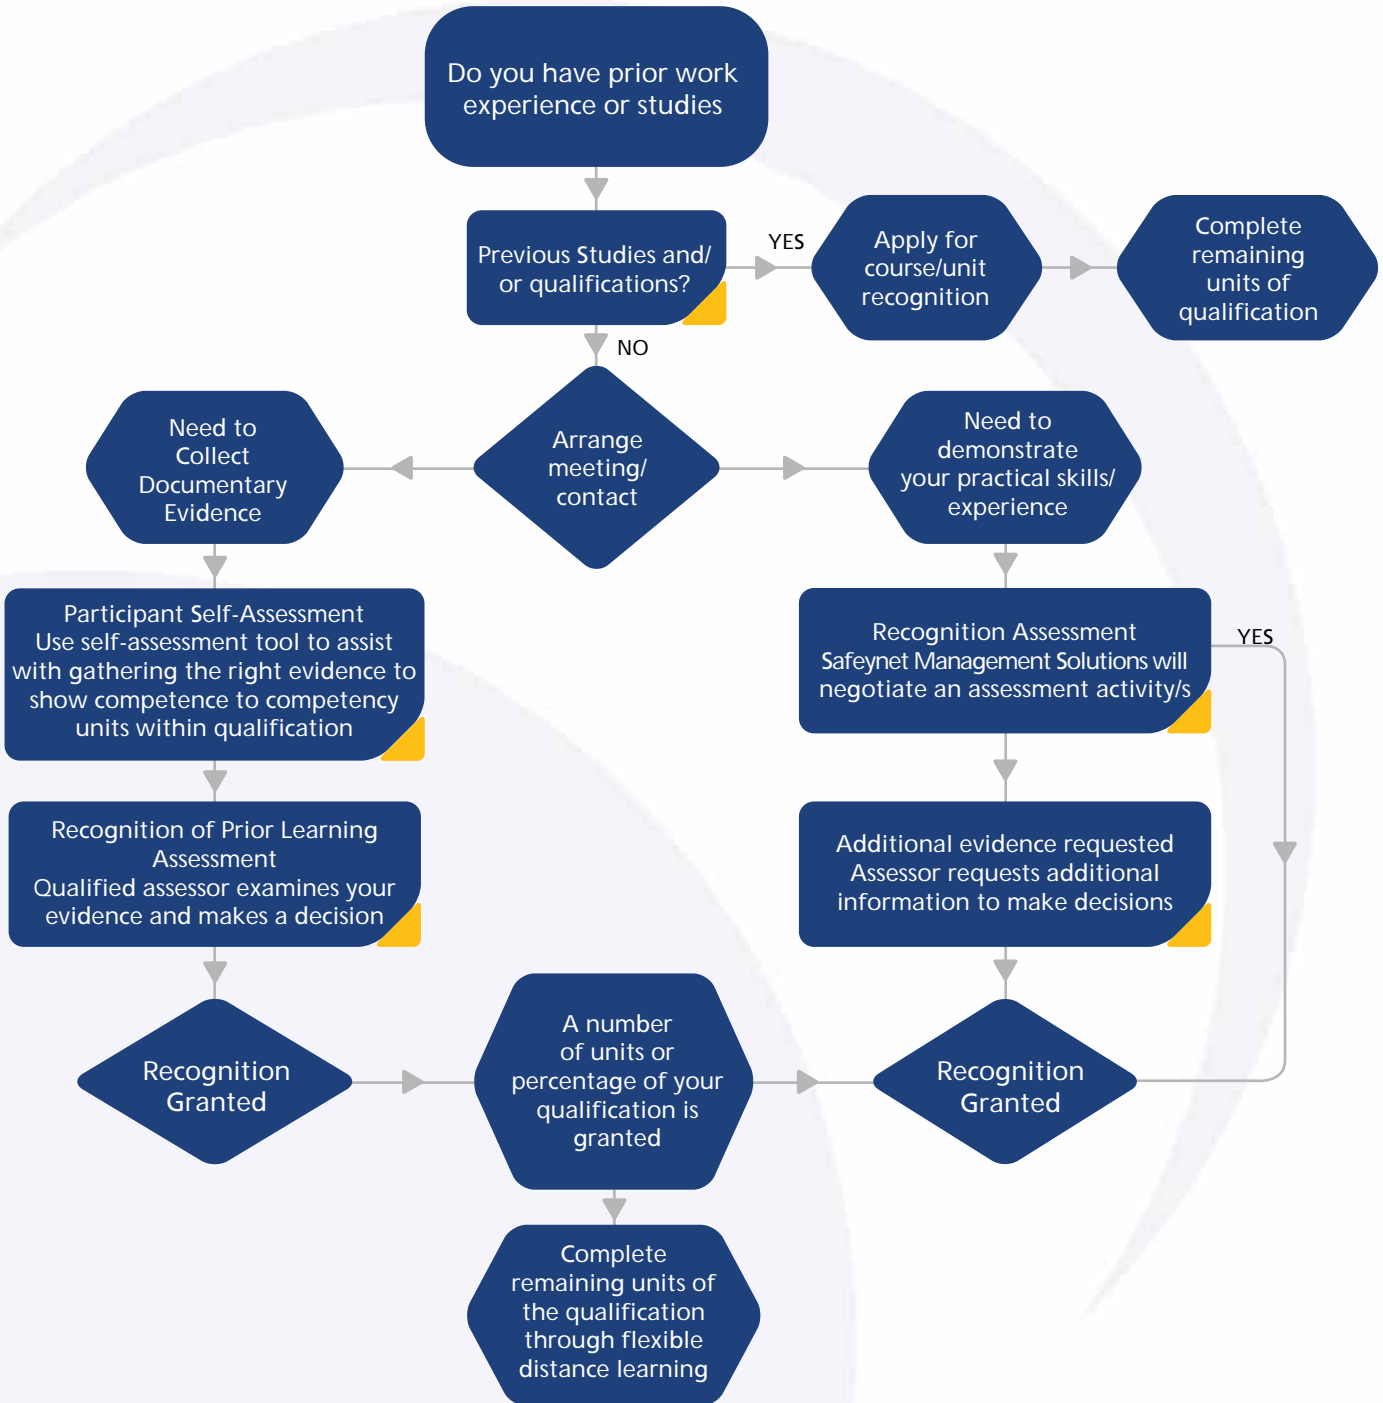 Do you have prior work
experience or studies
Previous Studies and/
or qualifications?
YES
Apply for
course/unit
recognition
Complete
remaining
units of
qualification
NO
Need to
Collect
Documentary
Evidence
Arrange
meeting/
contact
Need to
demonstrate
your practical skills/
experience
Participant Self-Assessment
Use self-assessment tool to assist
with gathering the right evidence to
show competence to competency
units within qualification
Recognition Assessment
Safeynet Management Solutions will
negotiate an assessment activity/s
YES
Recognition of Prior Learning
Assessment
Qualified assessor examines your
evidence and makes a decision
Additional evidence requested
Assessor requests additional
information to make decisions
Recognition
Granted
A number
of units or
percentage of your
qualification is
granted
Recognition
Granted
Complete
remaining units of
the qualification
through flexible
distance learning